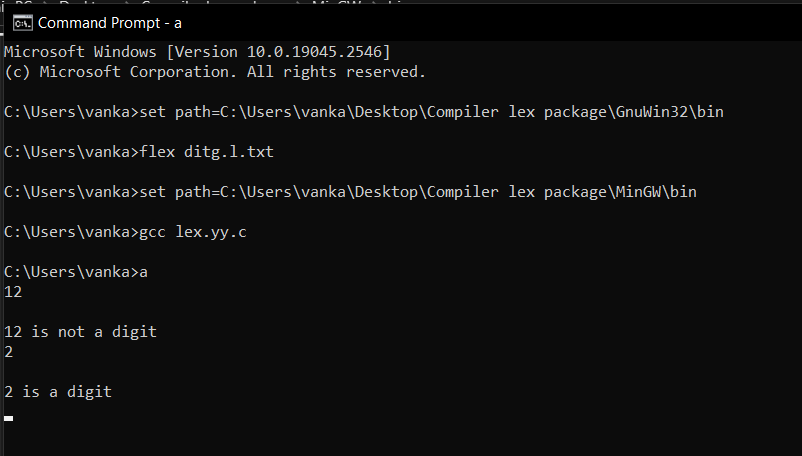 Command Prompt - a
Microsoft Windows [Version 10.0.19045.2546]
(c) Microsoft Corporation. All rights reserved.
C:\Users\vanka>set path=C:\Users\vanka\Desktop\Compiler lex package\GnuWin32\bin
C:\Users\vanka>flex ditg.l.txt
C:\Users\vanka>set path=C:\Users\vanka\Desktop\Compiler lex package\MinGW\bin
C:\Users\vanka>gcc lex.yy.c
C:\Users\vanka>a
12
12 is not a digit
2
2 is a digit